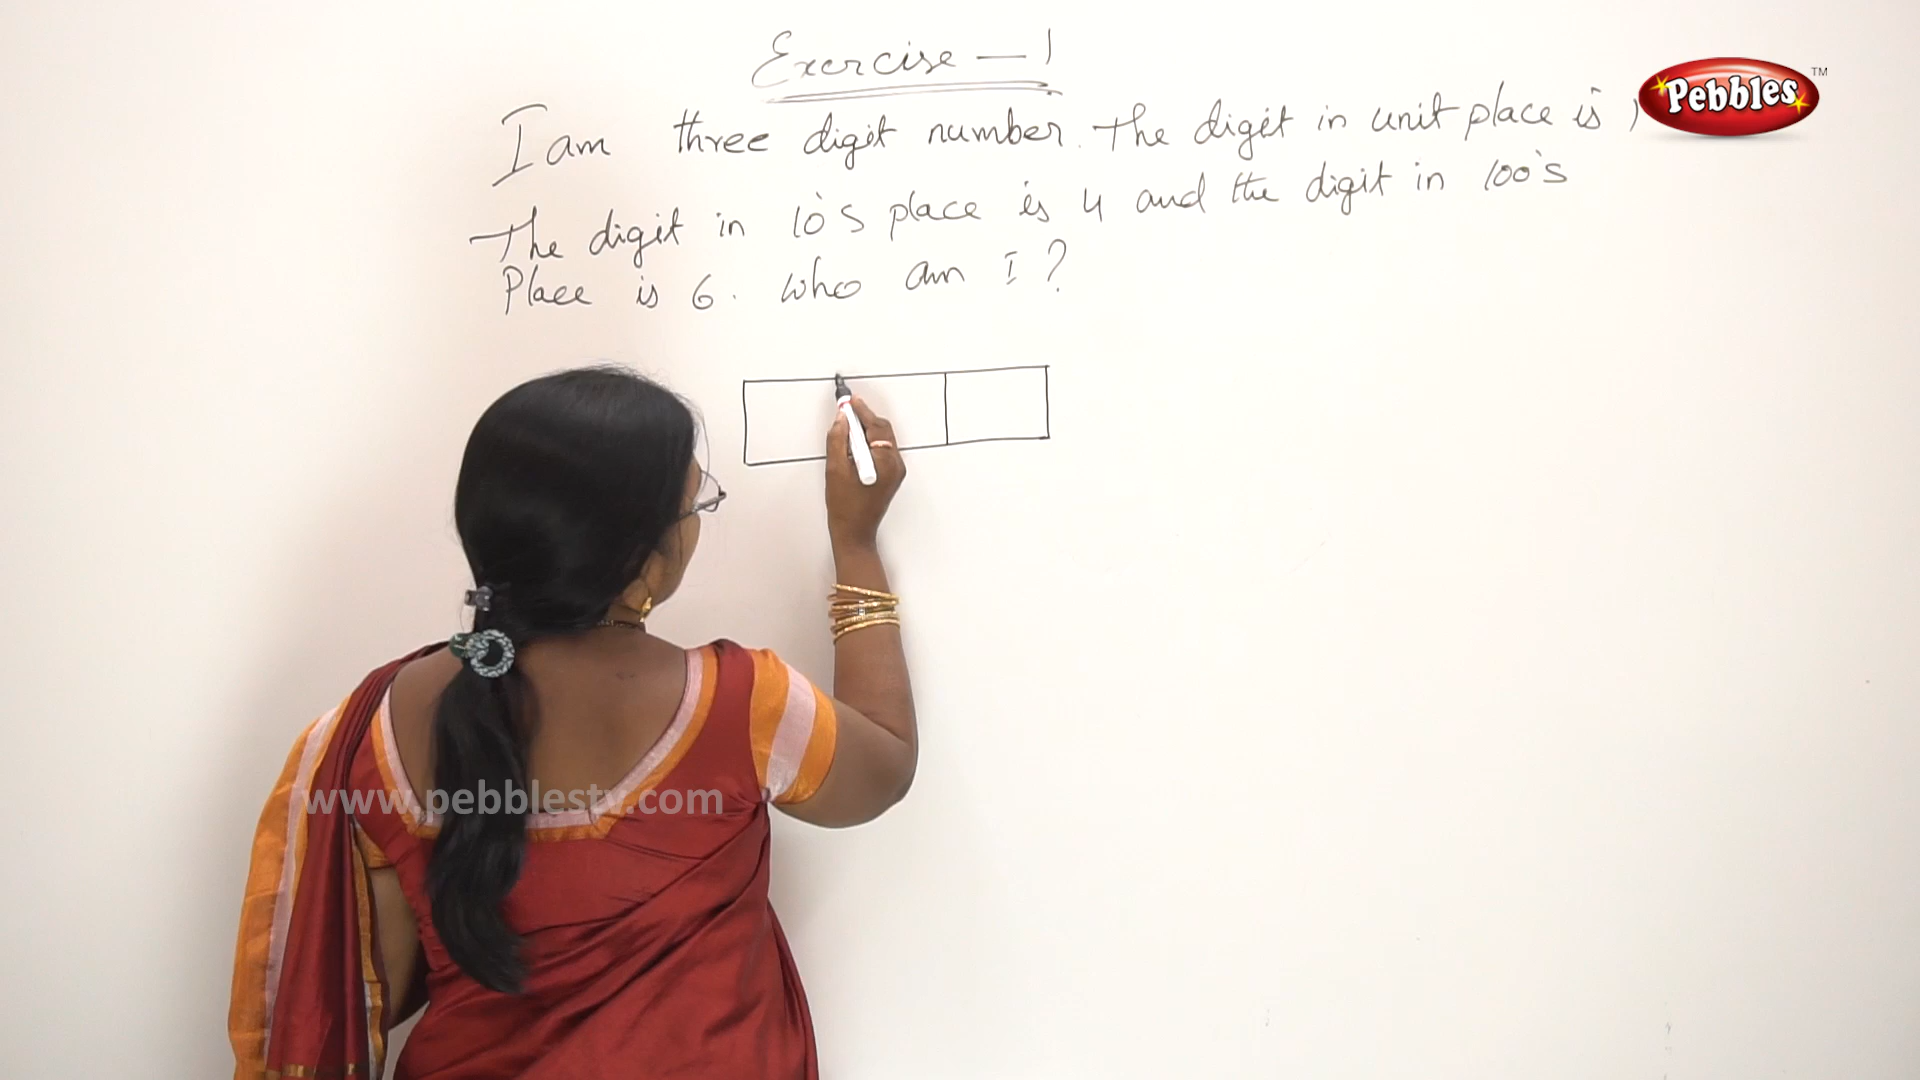 Exercise - 1
I am three digit number. The digit in unit place is 1
The digit in 10's place is 4 and the digit in 100's
Place is 6. Who am I?
Pebbles TM
www.pebblestv.com